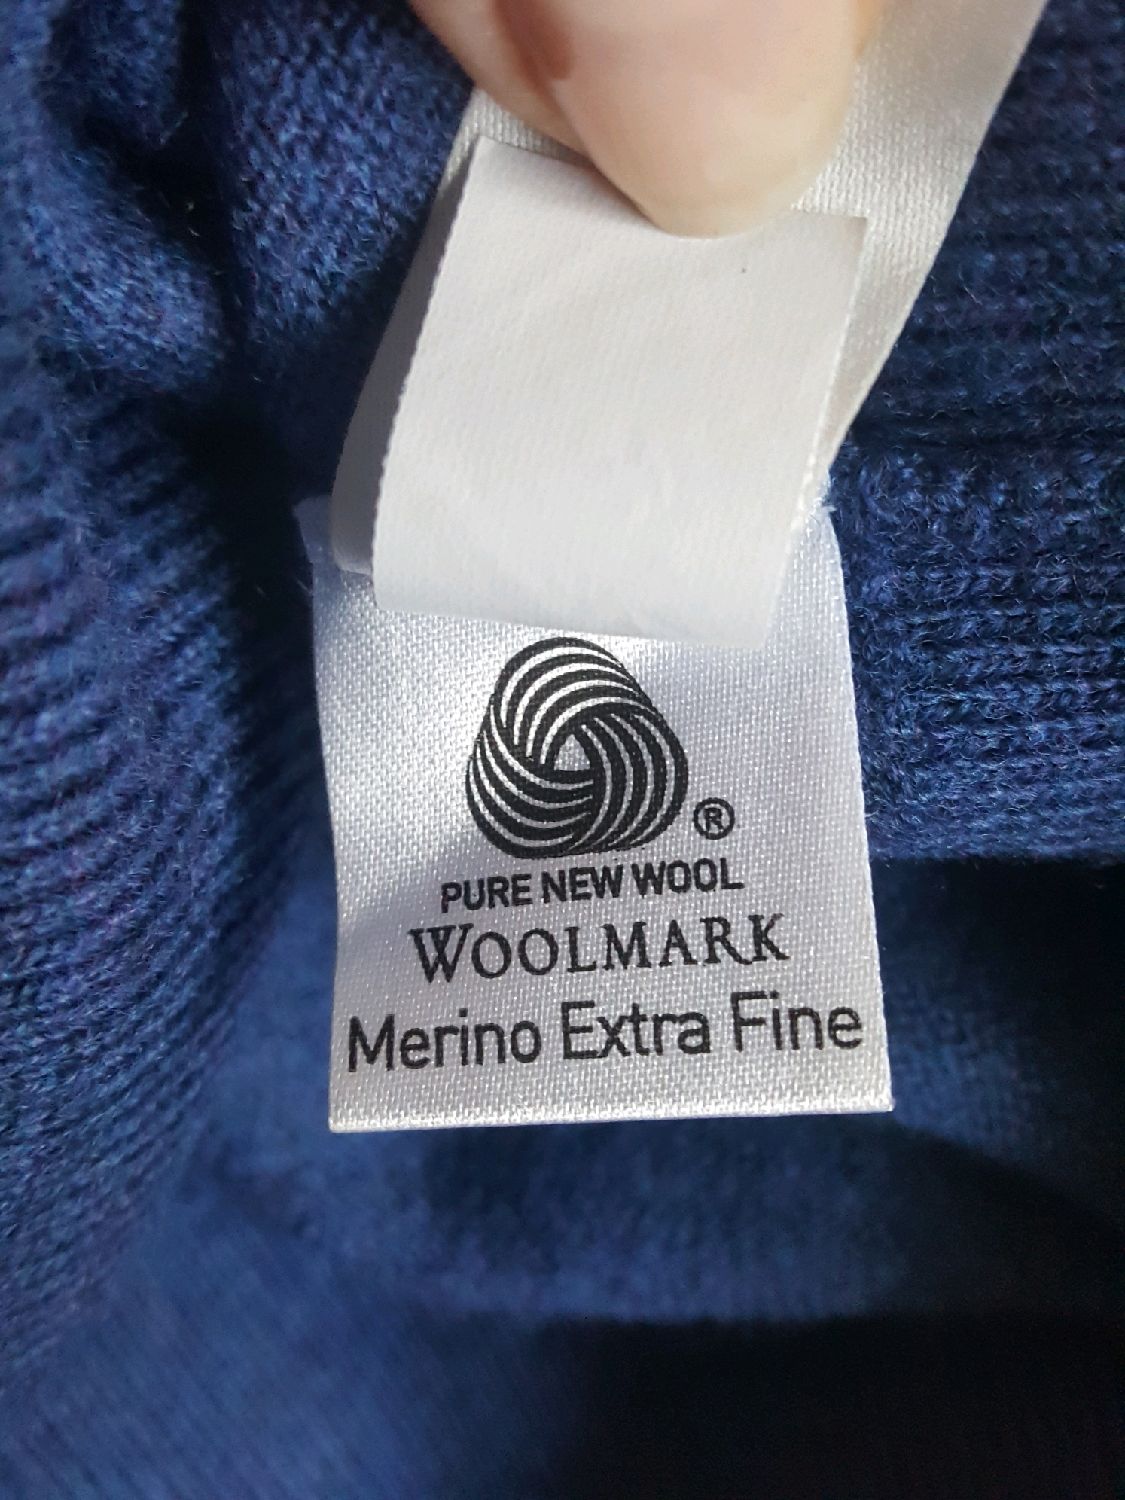 ®
PURE NEW WOOL
WOOLMARK
Merino Extra Fine